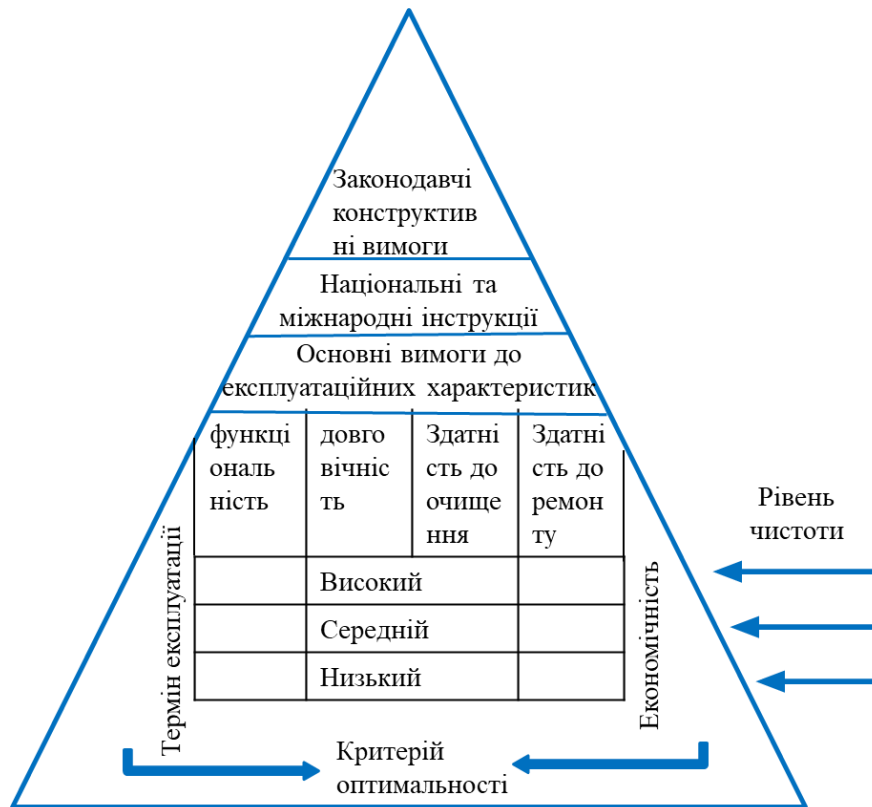 Законодавчі
конструктив
ні вимоги
Національні та
міжнародні інструкції
Основні вимоги до
експлуатаційних характеристик
функці
ональ
ність
довго
вічніс
ть
Здатні
сть до
очище
ння
Здатні
сть до
ремон
ту
Рівень
чистоти
Термін експлуатації
Високий
Середній
Низький
Економічність
Критерій
оптимальності